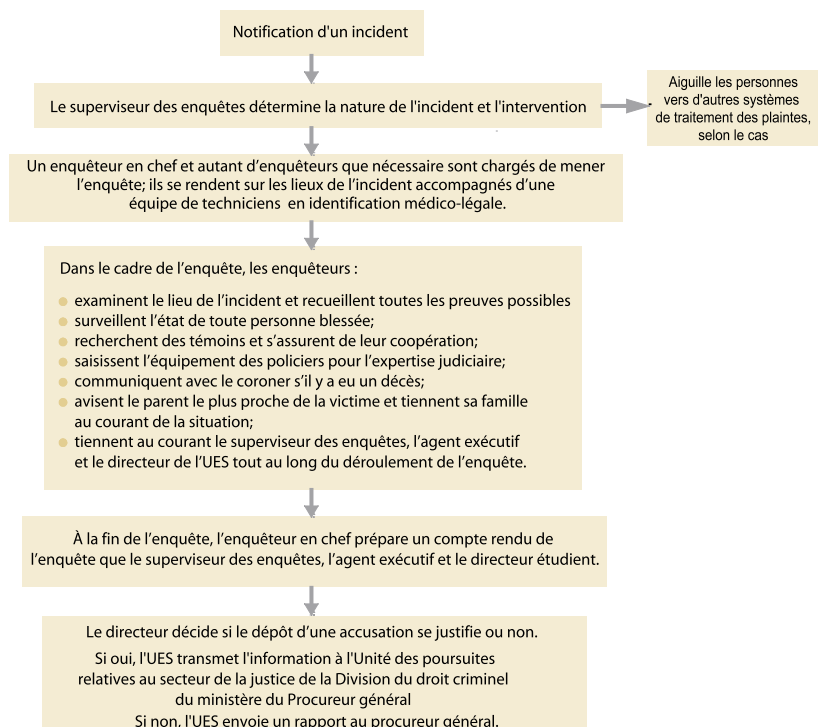 Notification d'un incident
Le superviseur des enquêtes détermine la nature de l'incident et l'intervention
Aiguille les personnes
vers d'autres systèmes
de traitement des plaintes,
selon le cas
Un enquêteur en chef et autant d’enquêteurs que nécessaire sont chargés de mener
l’enquête; ils se rendent sur les lieux de l’incident accompagnés d’une
équipe de techniciens en identification médico-légale.
Dans le cadre de l’enquête, les enquêteurs :
examinent le lieu de l’incident et recueillent toutes les preuves possibles
surveillent l’état de toute personne blessée;
recherchent des témoins et s’assurent de leur coopération;
saisissent l’équipement des policiers pour l’expertise judiciaire;
communiquent avec le coroner s’il y a eu un décès;
avisent le parent le plus proche de la victime et tiennent sa famille
au courant de la situation;
tiennent au courant le superviseur des enquêtes, l’agent exécutif
et le directeur de l’UES tout au long du déroulement de l’enquête.
À la fin de l’enquête, l’enquêteur en chef prépare un compte rendu de
l’enquête que le superviseur des enquêtes, l’agent exécutif et le directeur étudient.
Le directeur décide si le dépôt d’une accusation se justifie ou non.
Si oui, l'UES transmet l'information à l'Unité des poursuites
relatives au secteur de la justice de la Division du droit criminel
du ministère du Procureur général
Si non, l'UES envoie un rapport au procureur général.